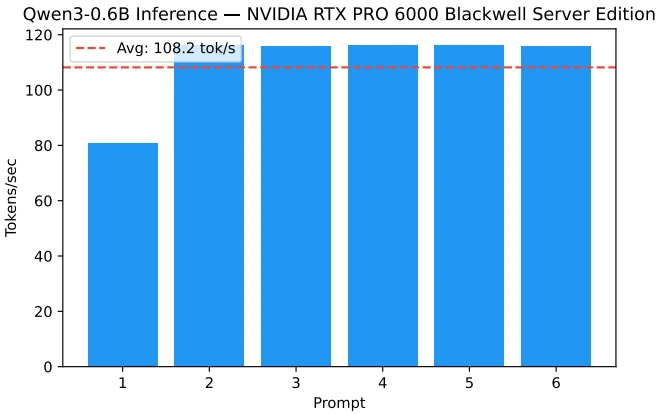 Qwen3-0.6B Inference — NVIDIA RTX PRO 6000 Blackwell Server Edition
Avg: 108.2 tok/s
Tokens/sec
120
100
80
60
40
20
0
1 2 3 4 5 6
Prompt